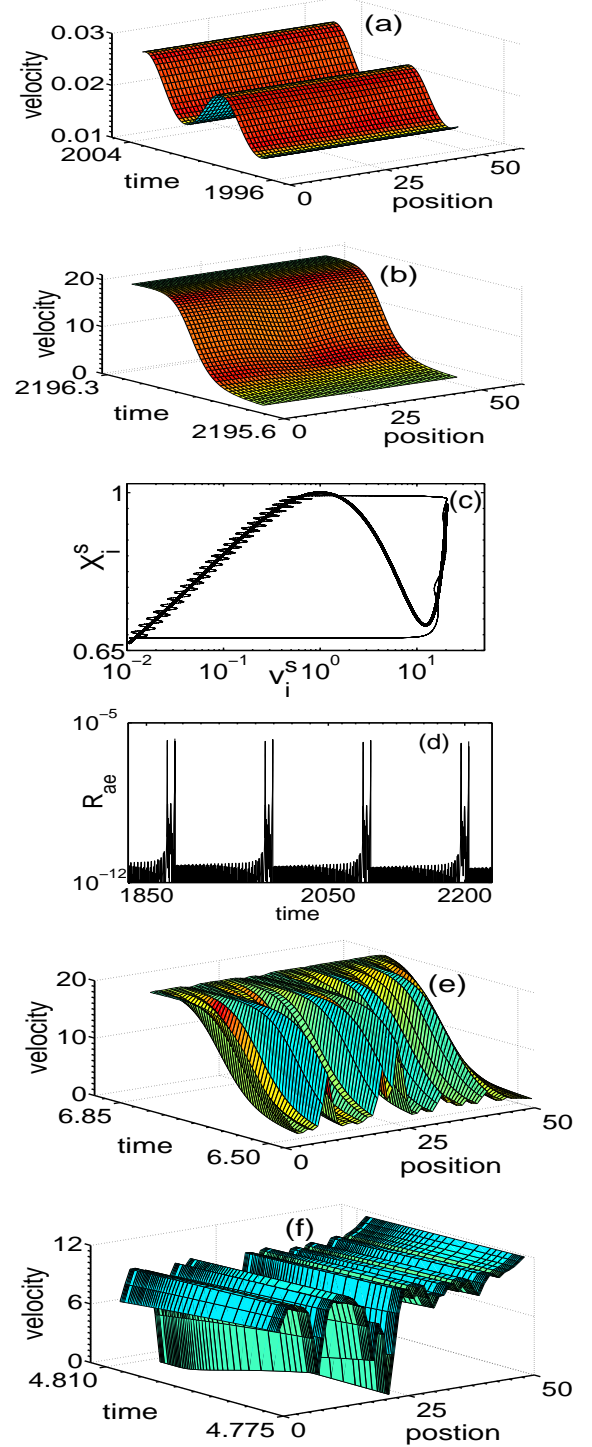 (a)
0.03
0.02
0.01
velocity
2004
1996
time
0
25
50
position
(b)
20
10
0
velocity
2196.3
2195.6
time
0
25
50
position
(c)
1
0.65
X_i^s
10^-2
10^-1
10^0
10^1
v_i^s
(d)
10^-5
10^-12
R_ae
1850
2050
2200
time
(e)
20
10
0
velocity
6.85
6.50
time
0
25
50
position
(f)
12
6
0
velocity
4.810
4.775
time
0
25
50
postion